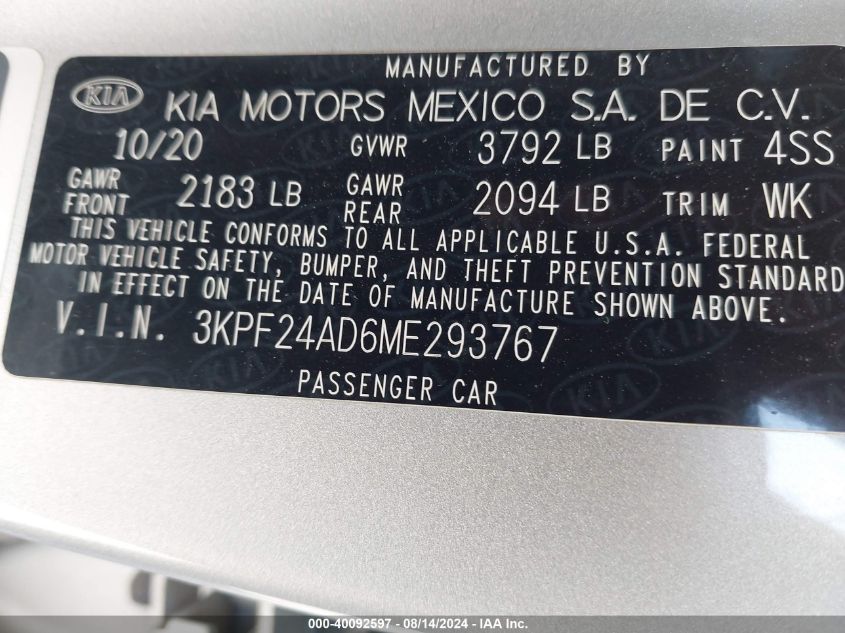 MANUFACTURED BY
KIA KIA MOTORS MEXICO S.A. DE C.V.
10/20 GVWR 3792 LB PAINT 4SS
GAWR FRONT 2183 LB GAWR REAR 2094 LB TRIM WK
THIS VEHICLE CONFORMS TO ALL APPLICABLE U.S.A. FEDERAL
MOTOR VEHICLE SAFETY, BUMPER, AND THEFT PREVENTION STANDARD
IN EFFECT ON THE DATE OF MANUFACTURE SHOWN ABOVE.
V.I.N. 3KPF24AD6ME293767
PASSENGER CAR
000-40092597 - 08/14/2024 - IAAI.COM